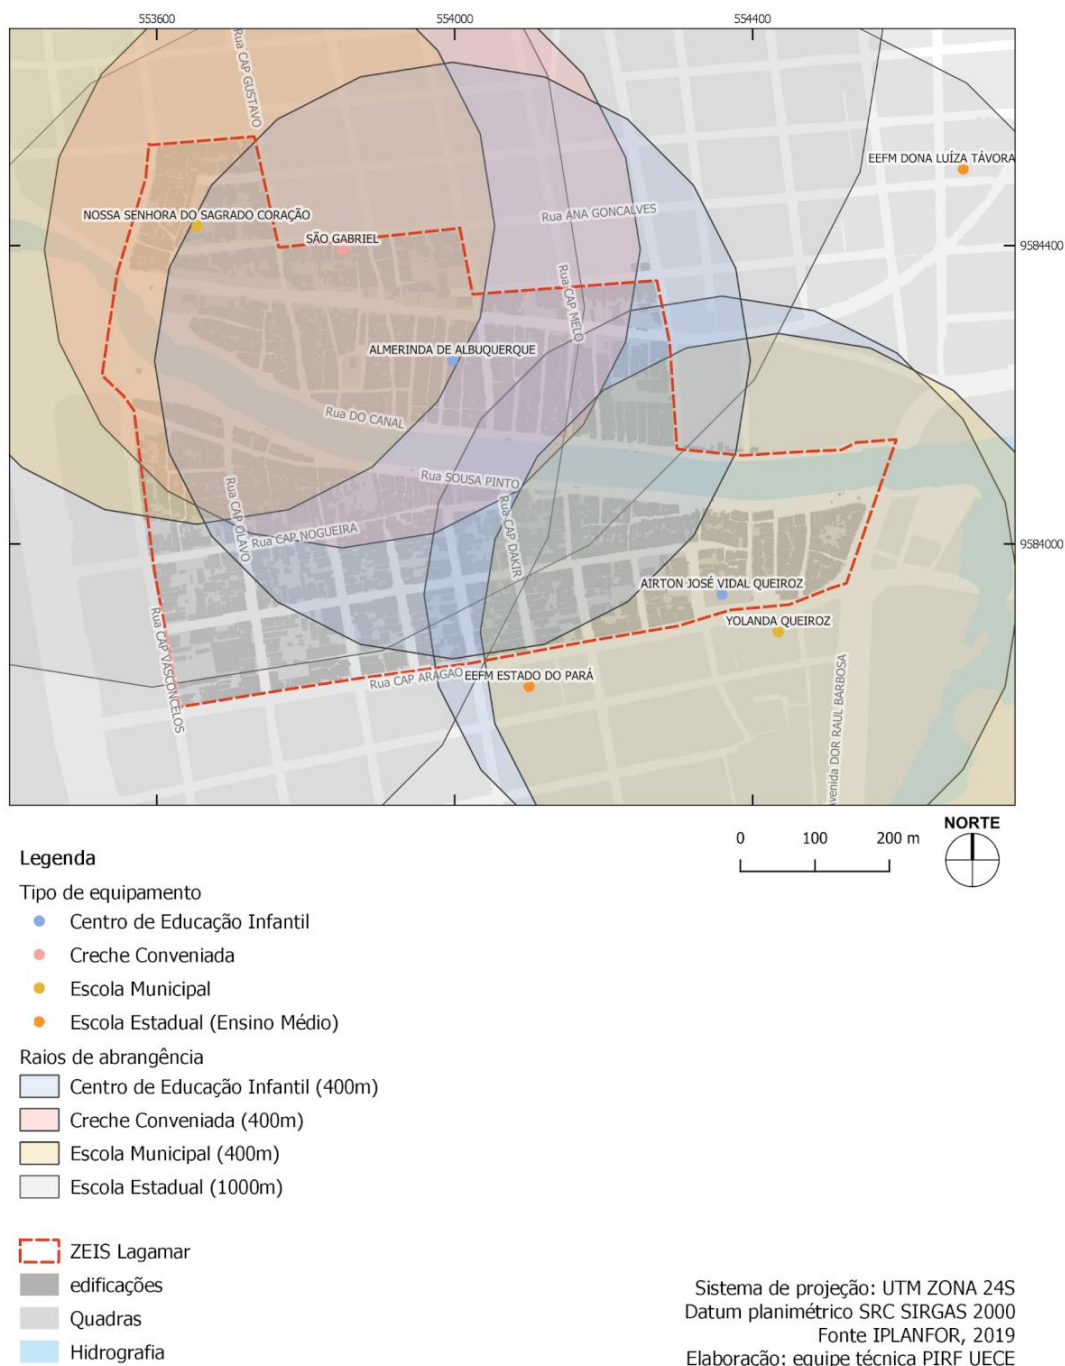 553600
554000
554400
Rua CAP GUSTAVO
EEFM DONA LUÍZA TÁVORA
NOSSA SENHORA DO SAGRADO CORAÇÃO
Rua ANA GONCALVES
SÃO GABRIEL
9584400
Rua CAP MELO
ALMERINDA DE ALBUQUERQUE
Rua DO CANAL
Rua SOUSA PINTO
Rua CAP OLAVO
Rua CAP NOGUEIRA
Rua CAP DAKIR
9584000
AIRTON JOSÉ VIDAL QUEIROZ
YOLANDA QUEIROZ
Rua CAP VASCONCELOS
Rua CAP ARAGAO
EEFM ESTADO DO PARÁ
Avenida DOR RAUL BARBOSA
0 100 200 m
NORTE
Legenda
Tipo de equipamento
Centro de Educação Infantil
Creche Conveniada
Escola Municipal
Escola Estadual (Ensino Médio)
Raios de abrangência
Centro de Educação Infantil (400m)
Creche Conveniada (400m)
Escola Municipal (400m)
Escola Estadual (1000m)
ZEIS Lagamar
edificações
Quadras
Hidrografia
Sistema de projeção: UTM ZONA 24S
Datum planimétrico SRC SIRGAS 2000
Fonte IPLANFOR, 2019
Elaboração: equipe técnica PIRF UECE